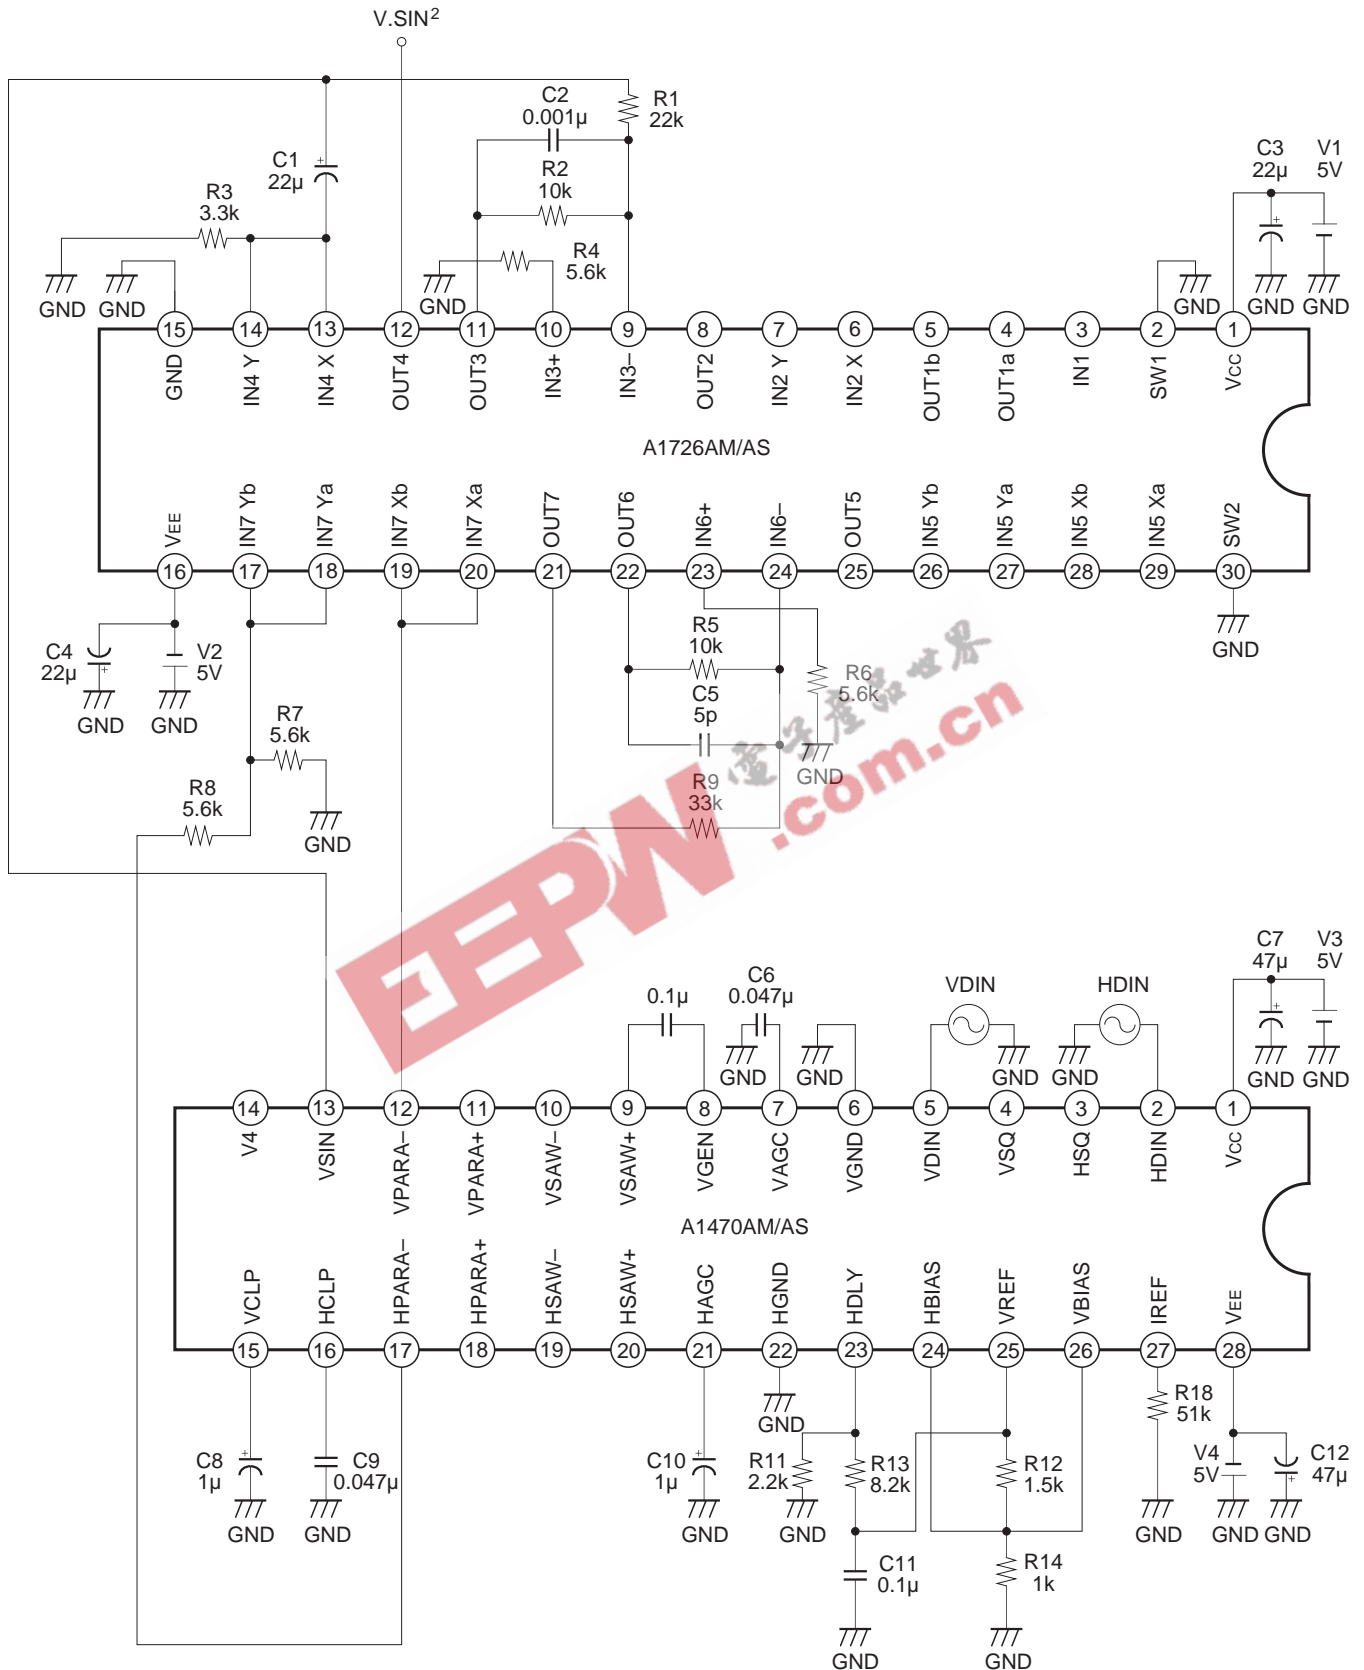 V.SIN²
C2
0.001μ
R1
22k
C1
22μ
R2
10k
R3
3.3k
R4
5.6k
C3
22μ
V1
5V
GND
GND
GND
GND
GND
GND
15 14 13 12 11 10 9 8 7 6 5 4 3 2 1
GND
IN4 Y
IN4 X
OUT4
OUT3
IN3+
IN3–
OUT2
IN2 Y
IN2 X
OUT1b
OUT1a
IN1
SW1
VCC
A1726AM/AS
VEE
IN7 Yb
IN7 Ya
IN7 Xb
IN7 Xa
OUT7
OUT6
IN6+
IN6–
OUT5
IN5 Yb
IN5 Ya
IN5 Xb
IN5 Xa
SW2
16 17 18 19 20 21 22 23 24 25 26 27 28 29 30
C4
22μ
V2
5V
GND
GND
R5
10k
R6
5.6k
GND
C5
5p
R7
5.6k
GND
R8
5.6k
R9
33k
GND
EEPW
電子產品世界
.com.cn
0.1μ
C6
0.047μ
VDIN
HDIN
C7
47μ
V3
5V
GND
GND
GND
GND
GND
GND
14 13 12 11 10 9 8 7 6 5 4 3 2 1
V4
VSIN
VPARA–
VPARA+
VSAW–
VSAW+
VGEN
VAGC
VGND
VDIN
VSQ
HSQ
HDIN
VCC
A1470AM/AS
VCLP
HCLP
HPARA–
HPARA+
HSAW–
HSAW+
HAGC
HGND
HDLY
HBIAS
VREF
VBIAS
IREF
VEE
15 16 17 18 19 20 21 22 23 24 25 26 27 28
R18
51k
GND
C8
1μ
C9
0.047μ
C10
1μ
R11
2.2k
R13
8.2k
R12
1.5k
V4
5V
C12
47μ
GND
GND
GND
GND
GND
GND
GND
C11
0.1μ
R14
1k
GND
GND